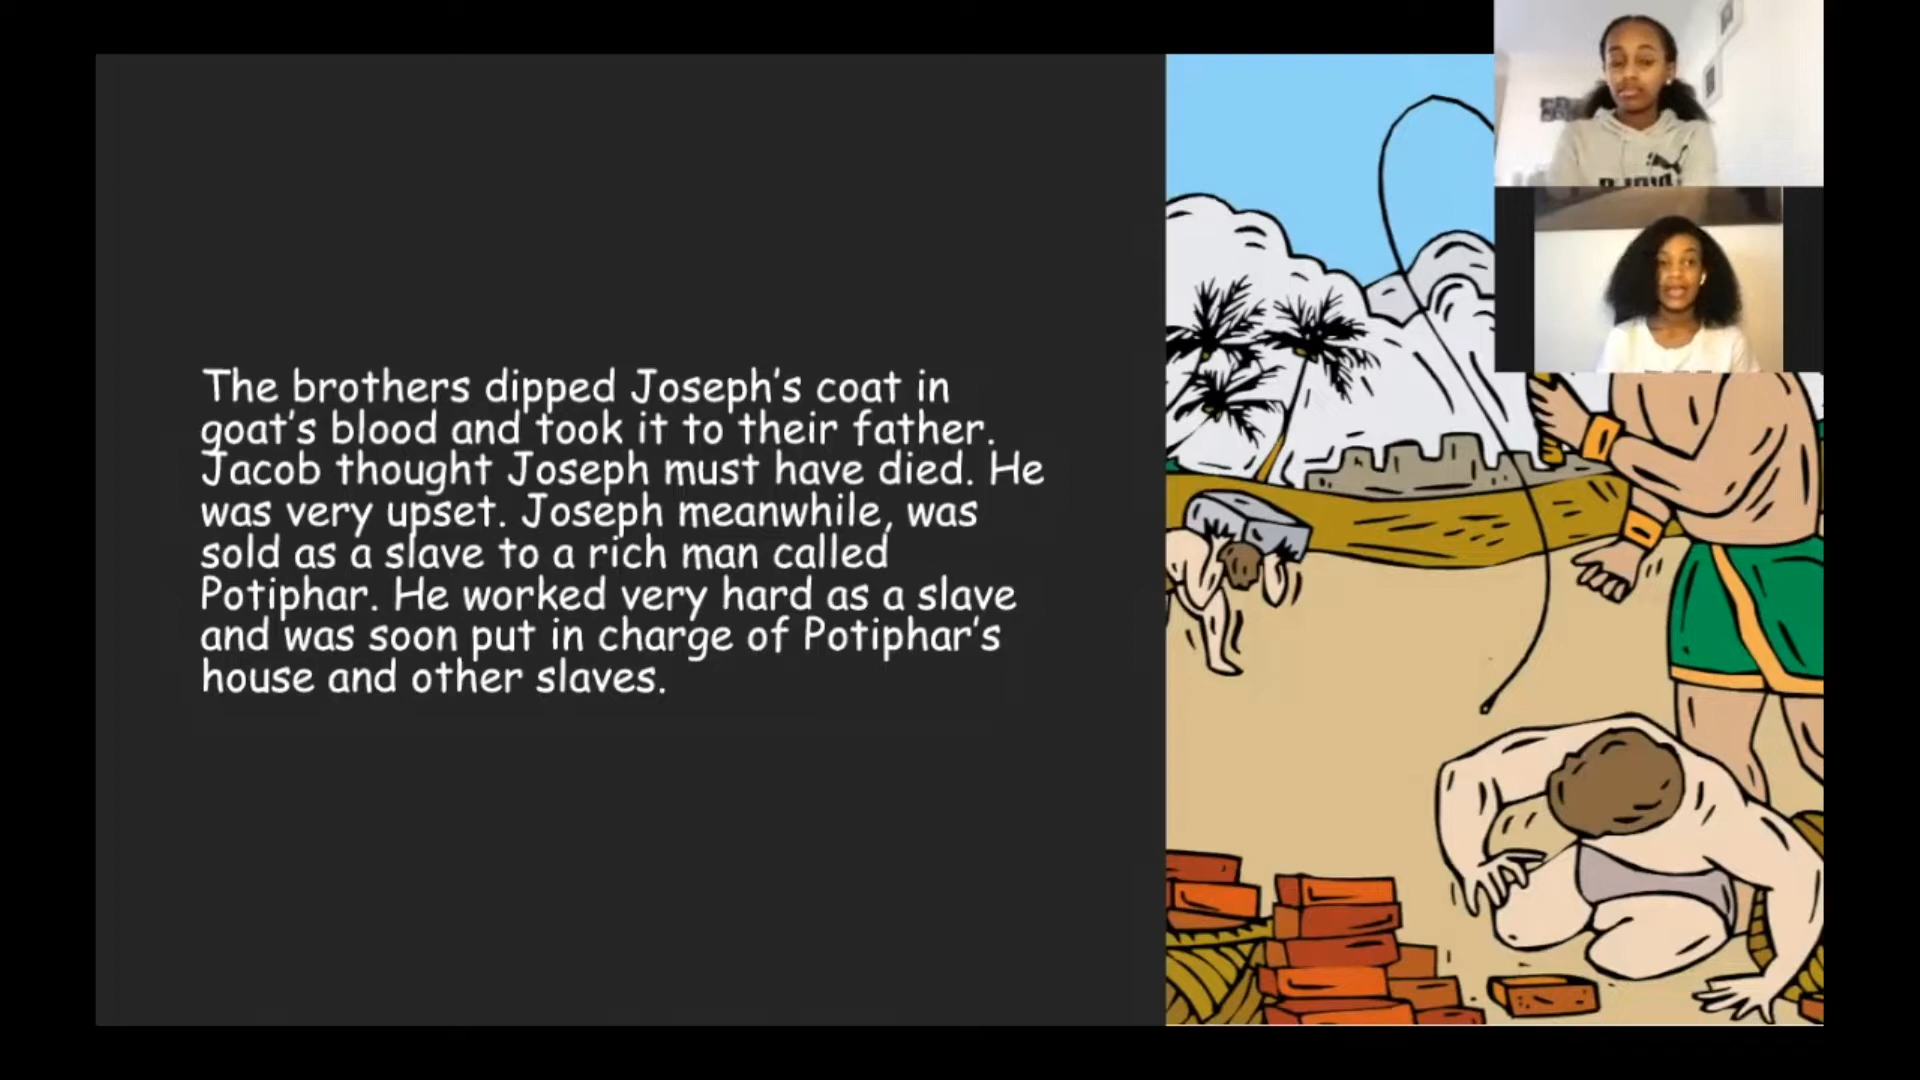 The brothers dipped Joseph's coat in
goat's blood and took it to their father.
Jacob thought Joseph must have died. He
was very upset. Joseph meanwhile, was
sold as a slave to a rich man called
Potiphar. He worked very hard as a slave
and was soon put in charge of Potiphar's
house and other slaves.